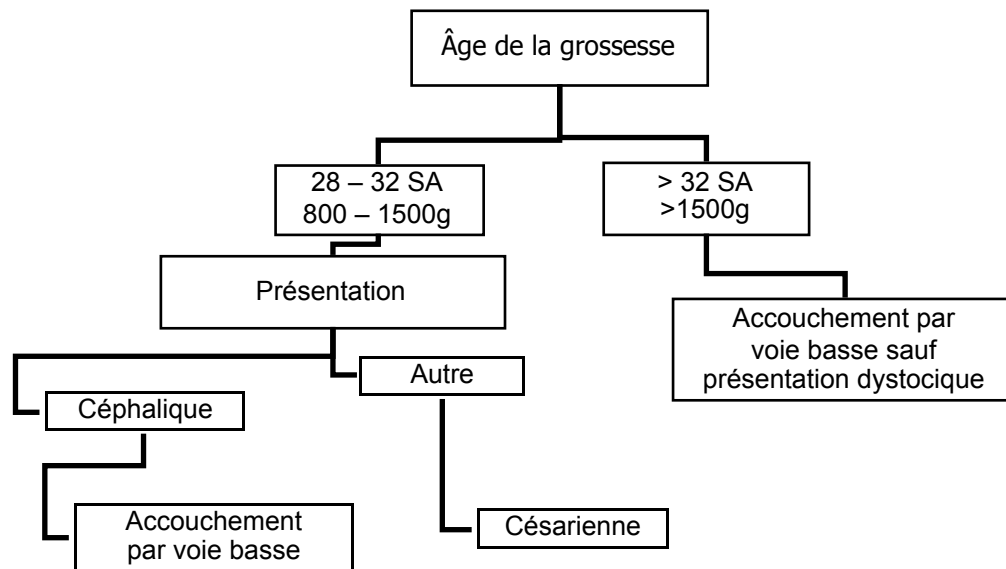 Âge de la grossesse
28 – 32 SA
800 – 1500g
> 32 SA
>1500g
Présentation
Accouchement par
voie basse sauf
présentation dystocique
Autre
Céphalique
Accouchement
par voie basse
Césarienne